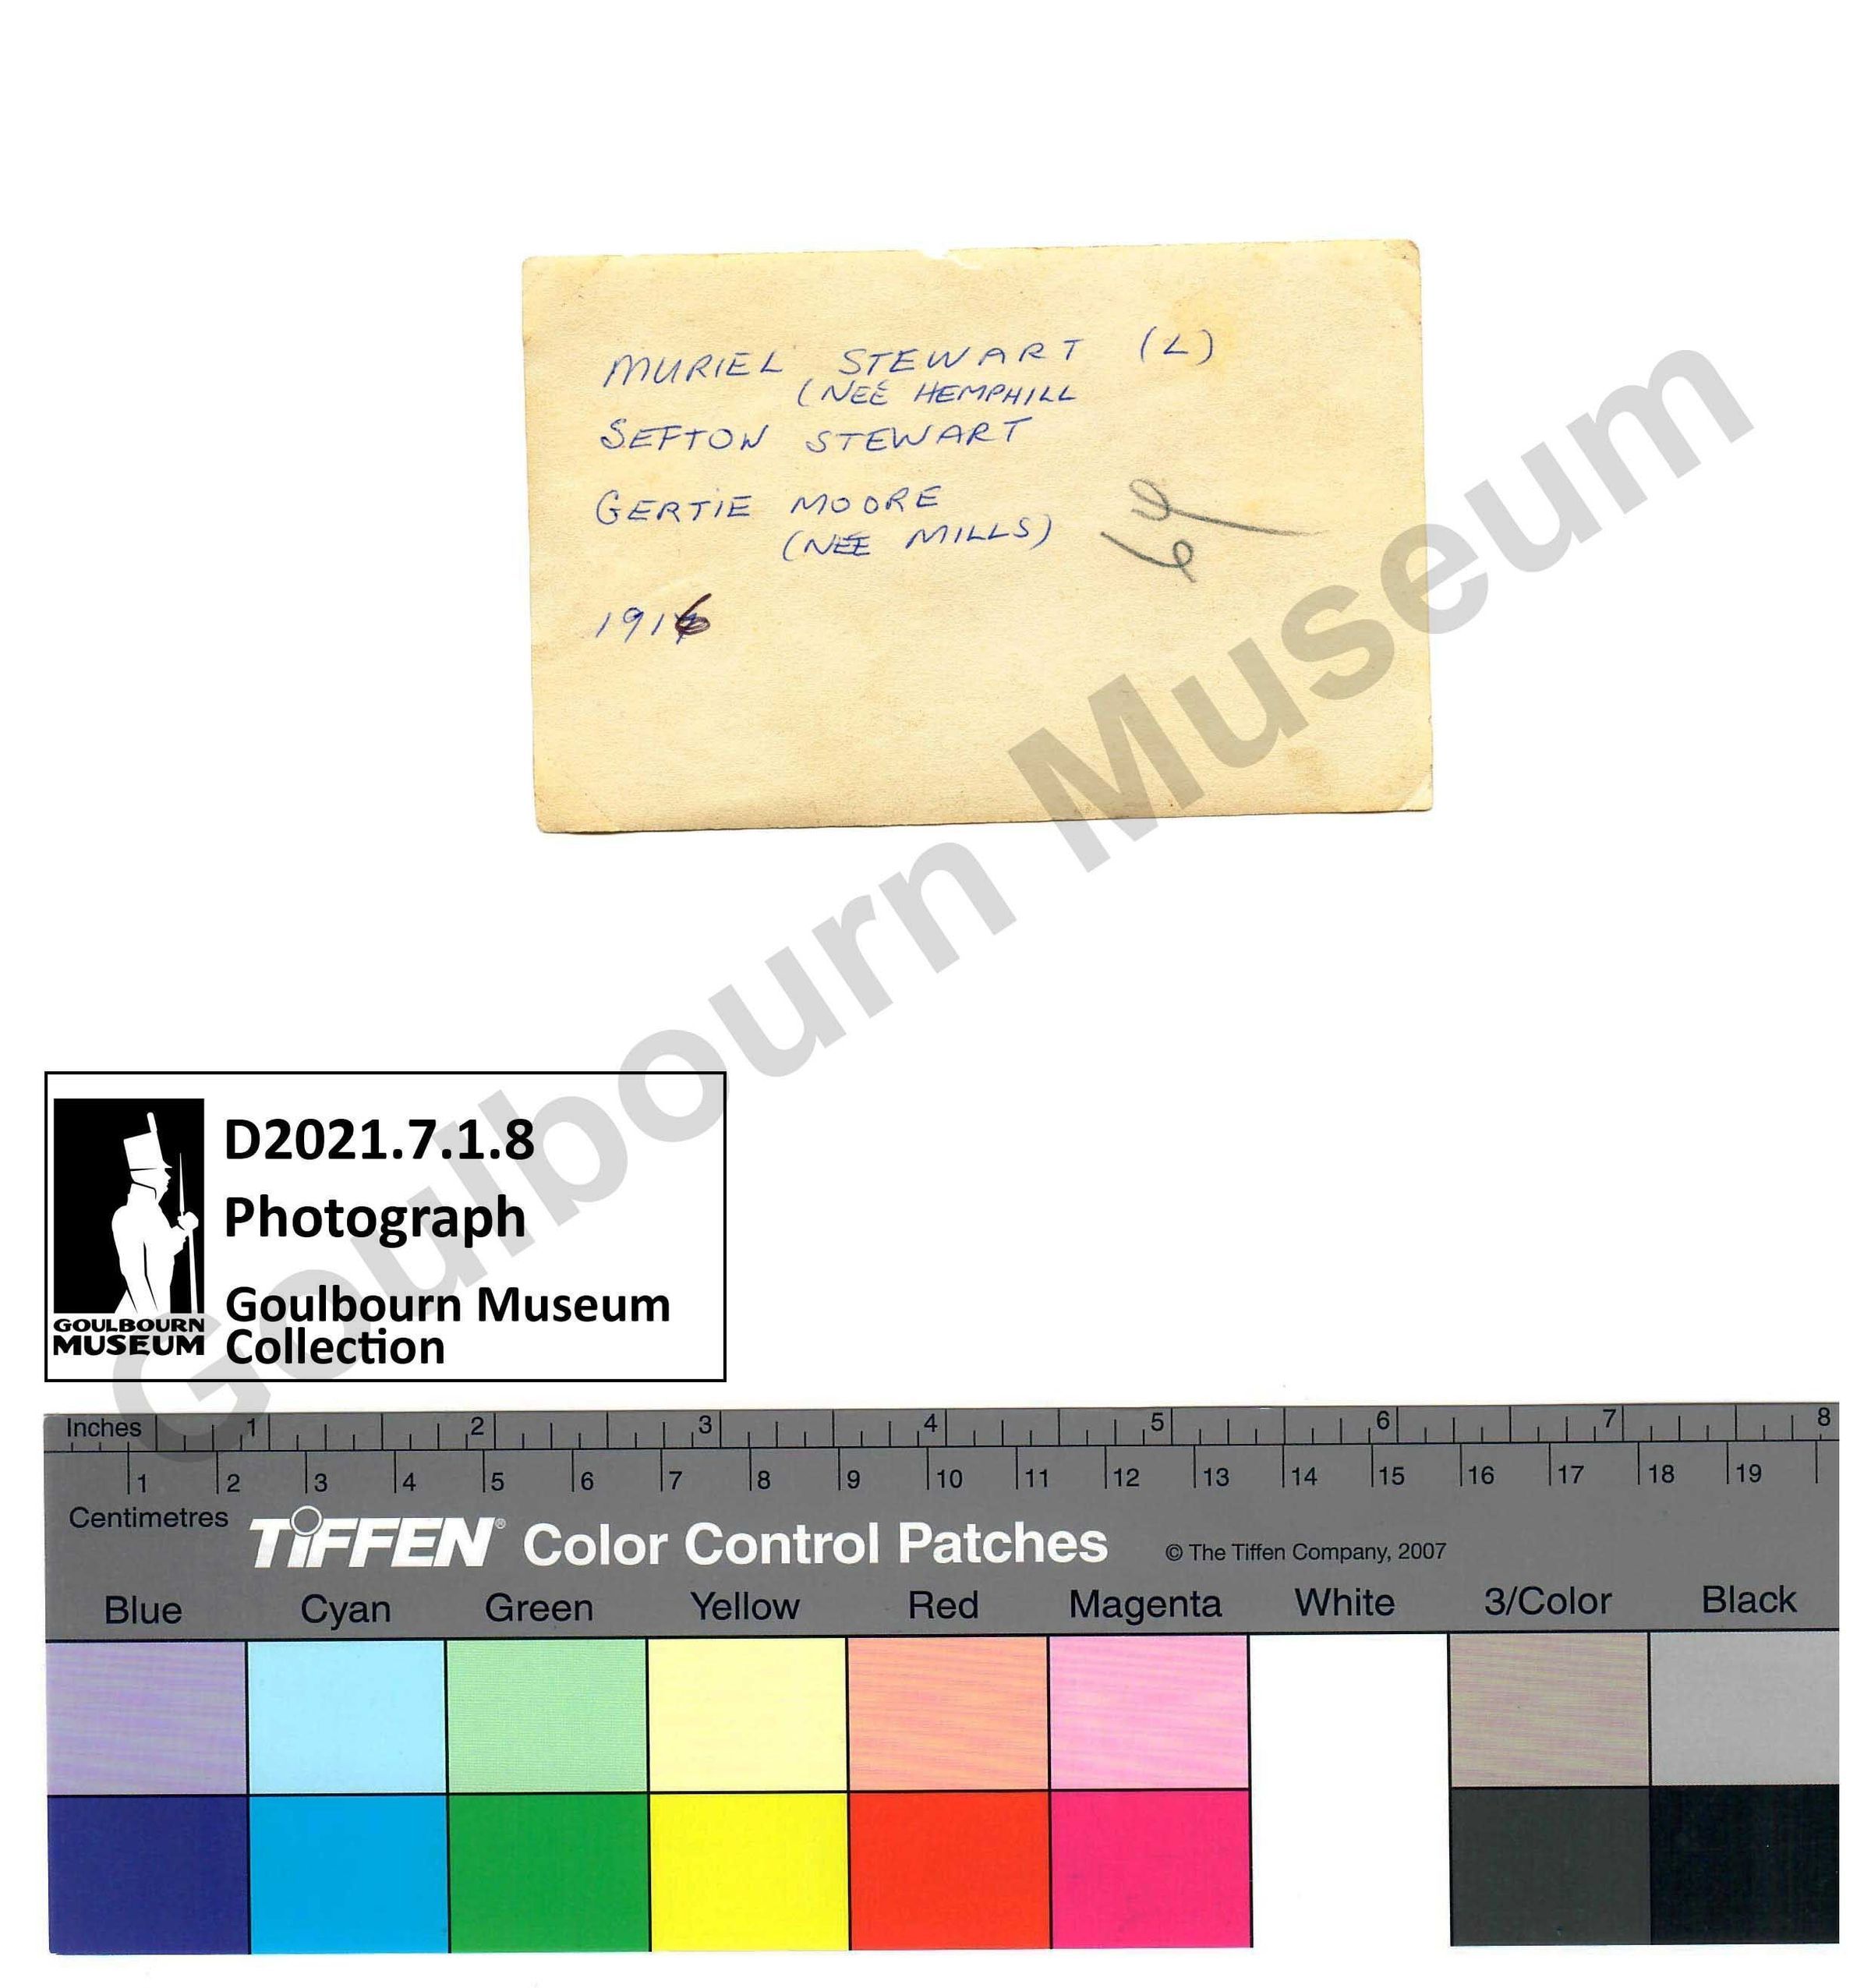 MURIEL STEWART (L)
(NEÉ HEMPHILL
SEFTON STEWART
GERTIE MOORE
(NEE MILLS)
1916
Goulbourn Museum
D2021.7.1.8
Photograph
Goulbourn Museum
Collection
GOULBOURN
MUSEUM
Inches 1 2 3 4 5 6 7 8
1 2 3 4 5 6 7 8 9 10 11 12 13 14 15 16 17 18 19
Centimetres
TIFFEN® Color Control Patches © The Tiffen Company, 2007
Blue Cyan Green Yellow Red Magenta White 3/Color Black